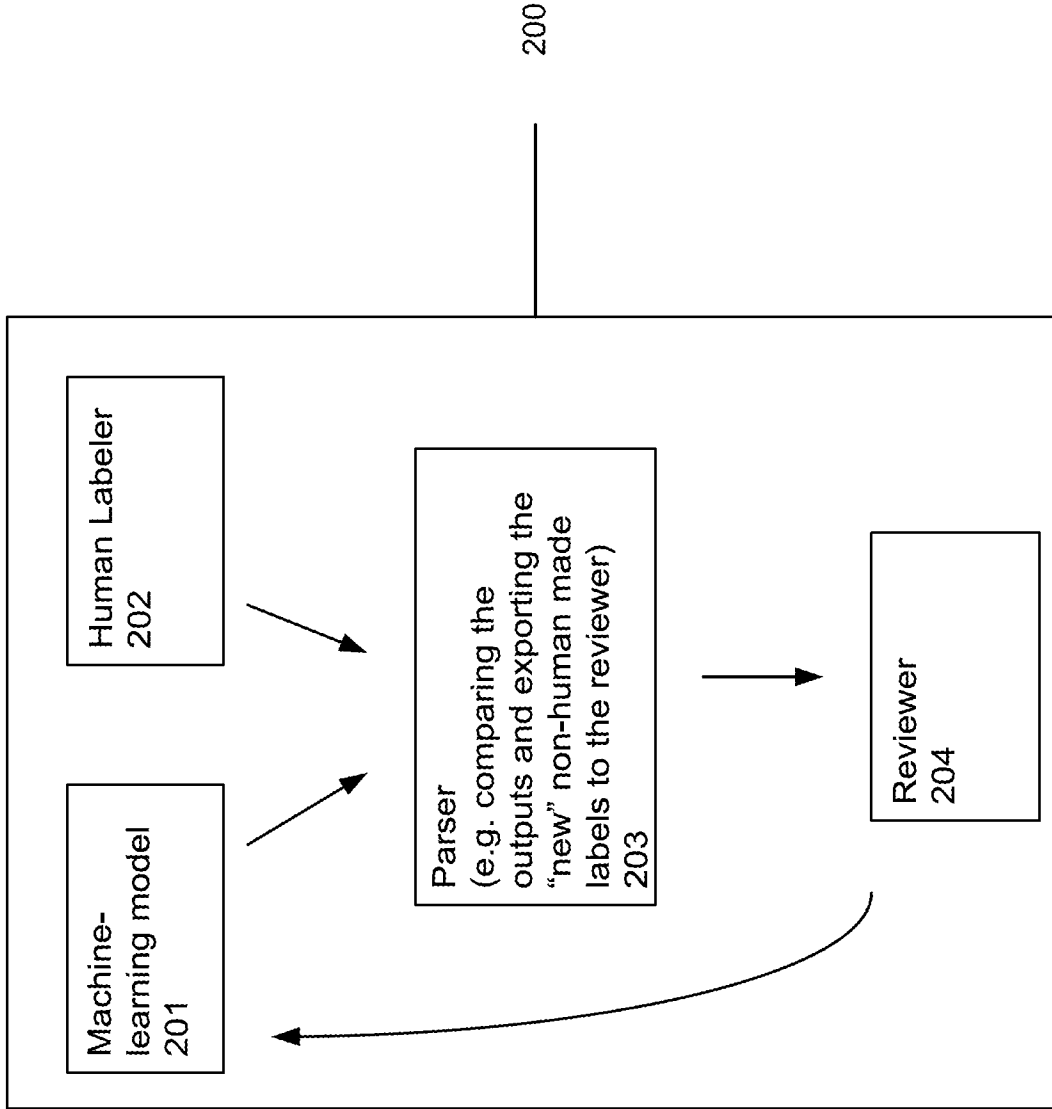 Machine-
learning model
201
Human Labeler
202
Parser
(e.g. comparing the
outputs and exporting the
“new” non-human made
labels to the reviewer)
203
Reviewer
204
200